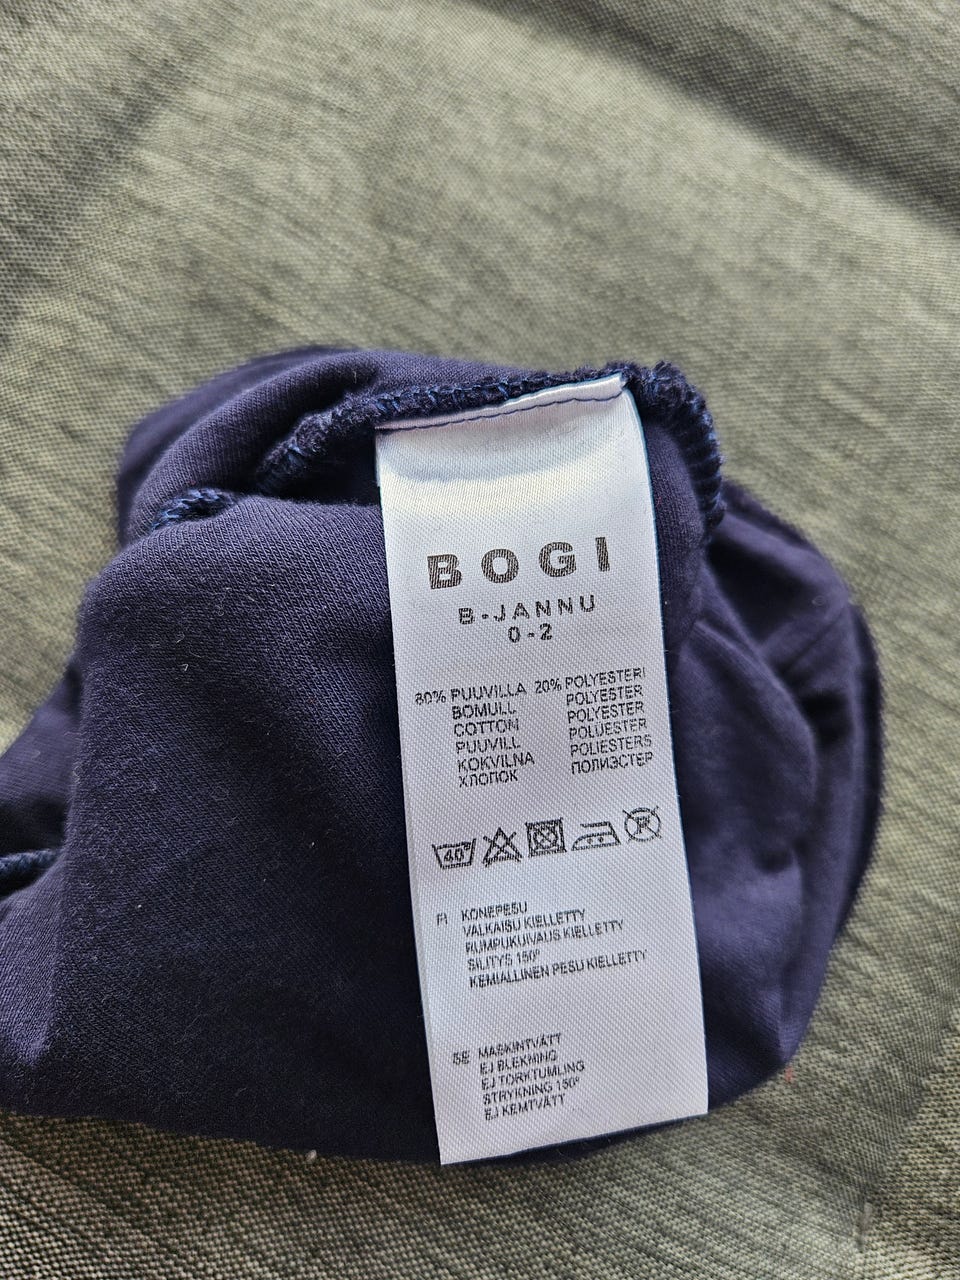 BOGI
B-JANNU
0-2
80% PUUVILLA 20% POLYESTERI
BOMULL POLYESTER
COTTON POLYESTER
PUUVILL POLÜESTER
KOKVILNA POLIESTERS
ХЛОПОК ПОЛИЭСТЕР
40° P
FI KONEPESU
VALKAISU KIELLETTY
RUMPUKUIVAUS KIELLETTY
SILITYS 150°
KEMIALLINEN PESU KIELLETTY
SE MASKINTVÄTT
EJ BLEKNING
EJ TORKTUMLING
STRYKNING 150°
EJ KEMTVÄTT